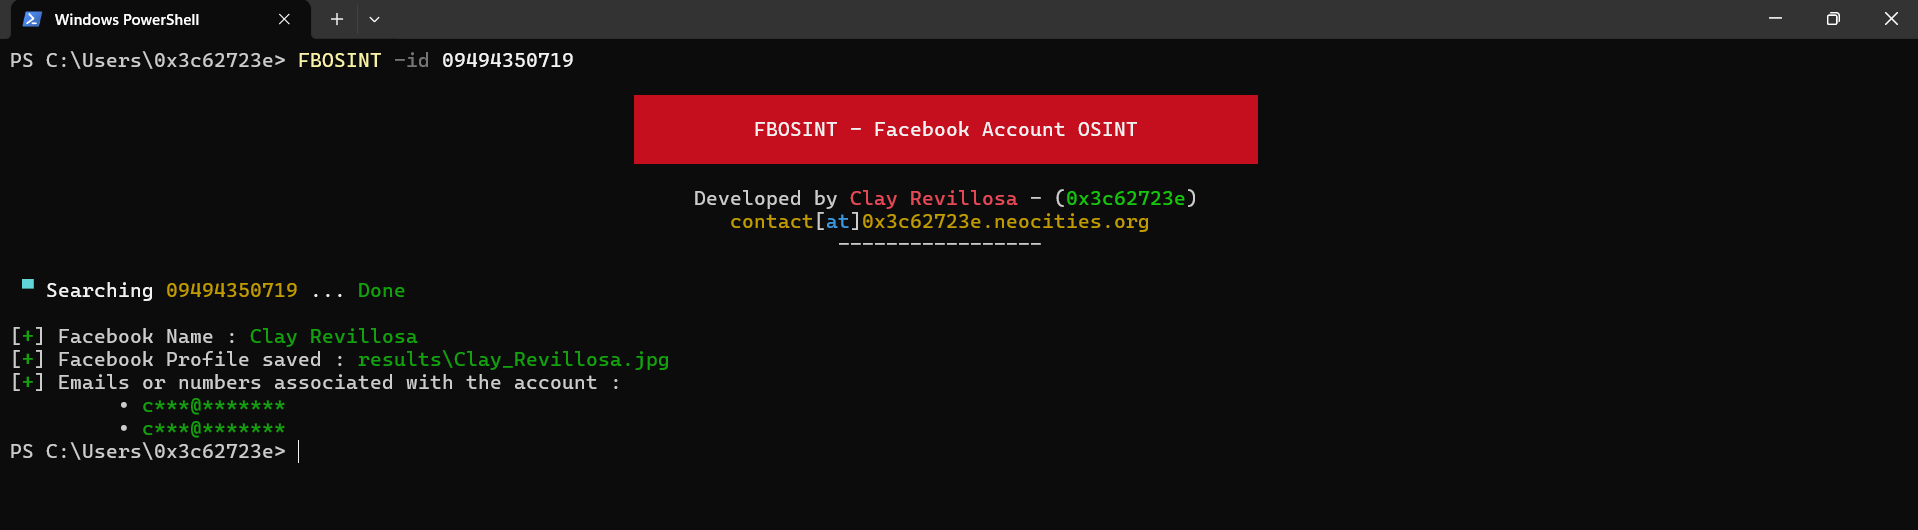 Windows PowerShell
PS C:\Users\0x3c62723e> FBOSINT -id 09494350719
FBOSINT - Facebook Account OSINT
Developed by Clay Revillosa - (0x3c62723e)
contact[at]0x3c62723e.neocities.org
-----------------
Searching 09494350719 ... Done
[+] Facebook Name : Clay Revillosa
[+] Facebook Profile saved : results\Clay_Revillosa.jpg
[+] Emails or numbers associated with the account :
• c***@*******
• c***@*******
PS C:\Users\0x3c62723e>